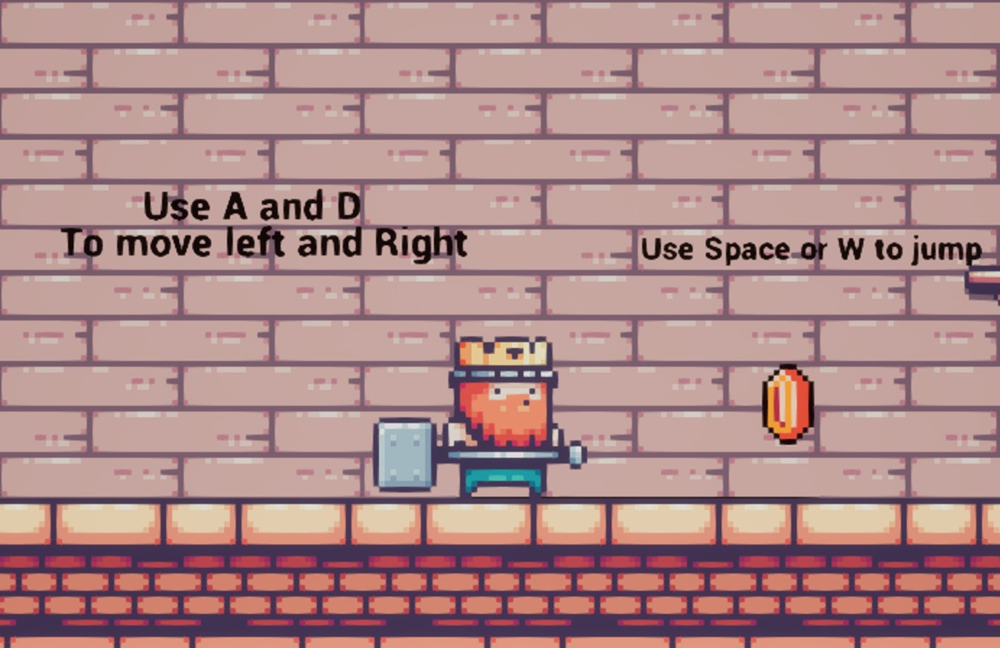 Use A and D
To move left and Right
Use Space or W to jump